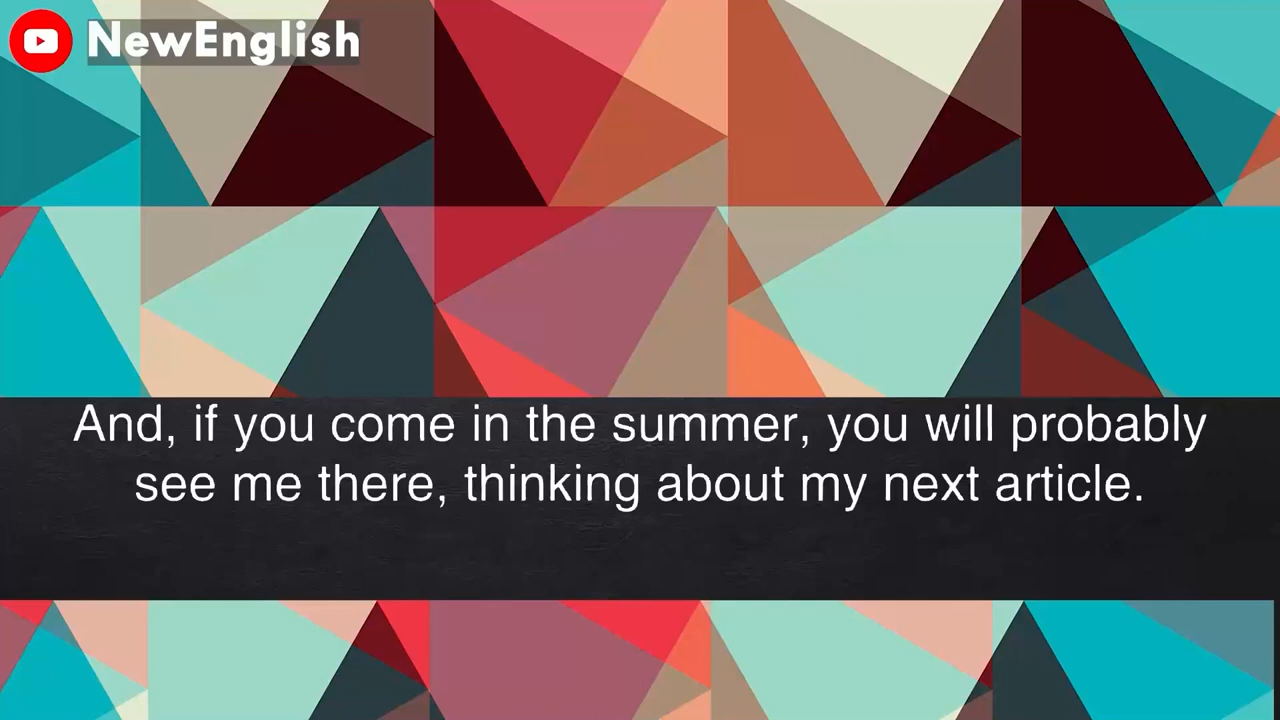 NewEnglish
And, if you come in the summer, you will probably
see me there, thinking about my next article.